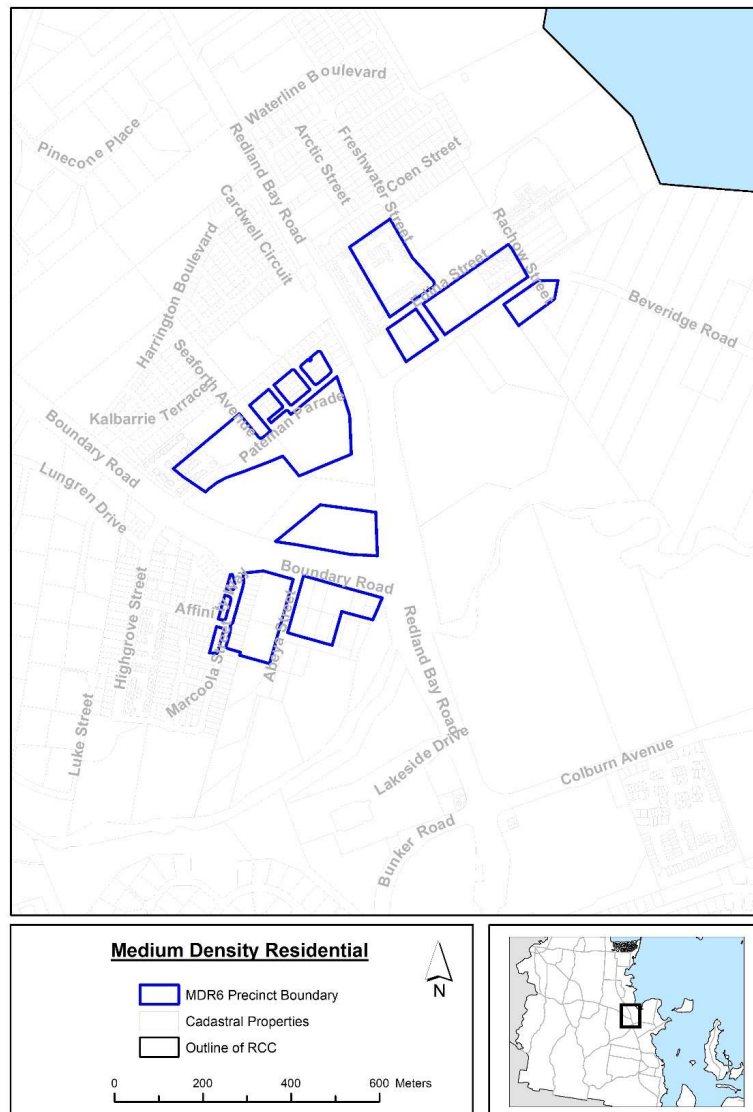 Waterline Boulevard
Pinecone Place
Redland Bay Road
Arctic Street
Freshwater Street
Coen Street
Cardwell Circuit
Harrington Boulevard
Rachow Street
Beveridge Road
Seaforth Avenue
Kalbarrie Terrace
Pateman Parade
Boundary Road
Lungren Drive
Boundary Road
Highgrove Street
Abeya Street
Redland Bay Road
Luke Street
Lakeside Drive
Colburn Avenue
Bunker Road
Medium Density Residential
N
MDR6 Precinct Boundary
Cadastral Properties
Outline of RCC
0 200 400 600 Meters